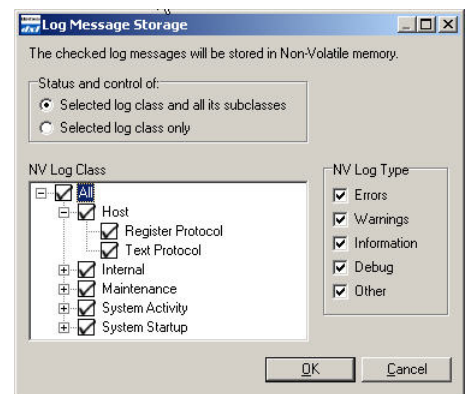 Log Message Storage
The checked log messages will be stored in Non-Volatile memory.
Status and control of:
Selected log class and all its subclasses
Selected log class only
NV Log Class
All
Host
Register Protocol
Text Protocol
Internal
Maintenance
System Activity
System Startup
NV Log Type
Errors
Warnings
Information
Debug
Other
OK
Cancel